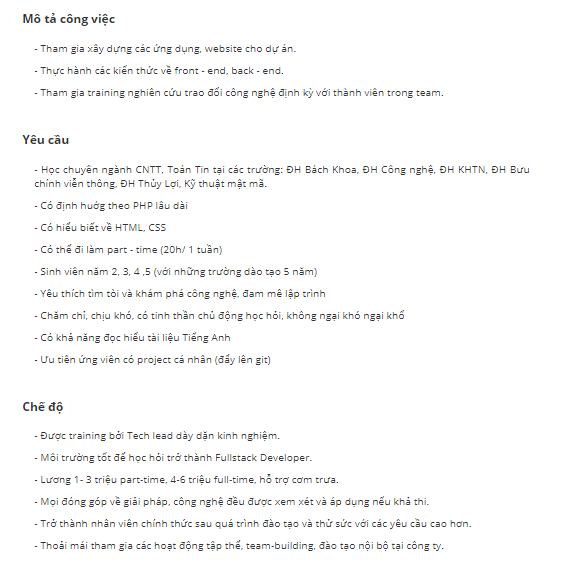 Mô tả công việc
- Tham gia xây dựng các ứng dụng, website cho dự án.
- Thực hành các kiến thức về front - end, back - end.
- Tham gia training nghiên cứu trao đổi công nghệ định kỳ với thành viên trong team.
Yêu cầu
- Học chuyên ngành CNTT, Toán Tin tại các trường: ĐH Bách Khoa, ĐH Công nghệ, ĐH KHTN, ĐH Bưu
chính viễn thông, ĐH Thủy Lợi, Kỹ thuật mật mã.
- Có định huớg theo PHP lâu dài
- Có hiểu biết về HTML, CSS
- Có thể đi làm part - time (20h/ 1 tuần)
- Sinh viên năm 2, 3, 4 ,5 (với những trường dào tạo 5 năm)
- Yêu thích tìm tòi và khám phá công nghệ, đam mê lập trình
- Chăm chỉ, chịu khó, có tinh thần chủ động học hỏi, không ngại khó ngại khổ
- Có khả năng đọc hiểu tài liệu Tiếng Anh
- Ưu tiên ứng viên có project cá nhân (đẩy lên git)
Chế độ
- Được training bởi Tech lead dày dặn kinh nghiệm.
- Môi trường tốt để học hỏi trở thành Fullstack Developer.
- Lương 1- 3 triệu part-time, 4-6 triệu full-time, hỗ trợ cơm trưa.
- Mọi đóng góp về giải pháp, công nghệ đều được xem xét và áp dụng nếu khả thi.
- Trở thành nhân viên chính thức sau quá trình đào tạo và thử sức với các yêu cầu cao hơn.
- Thoải mái tham gia các hoạt động tập thể, team-building, đào tạo nội bộ tại công ty.